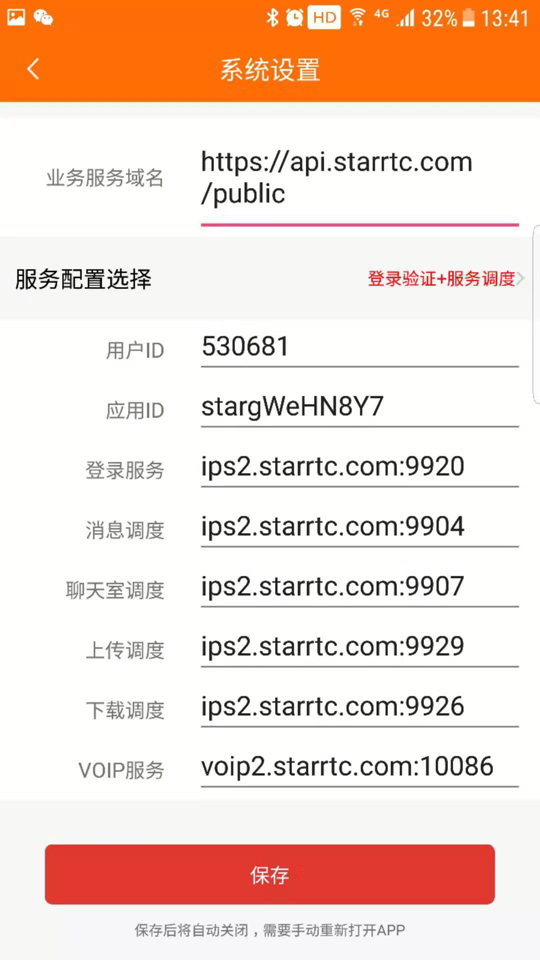 HD 4G 32% 13:41
系统设置
业务服务域名
https://api.starrtc.com
/public
服务配置选择 登录验证+服务调度
用户ID 530681
应用ID stargWeHN8Y7
登录服务 ips2.starrtc.com:9920
消息调度 ips2.starrtc.com:9904
聊天室调度 ips2.starrtc.com:9907
上传调度 ips2.starrtc.com:9929
下载调度 ips2.starrtc.com:9926
VOIP服务 voip2.starrtc.com:10086
保存
保存后将自动关闭，需要手动重新打开APP